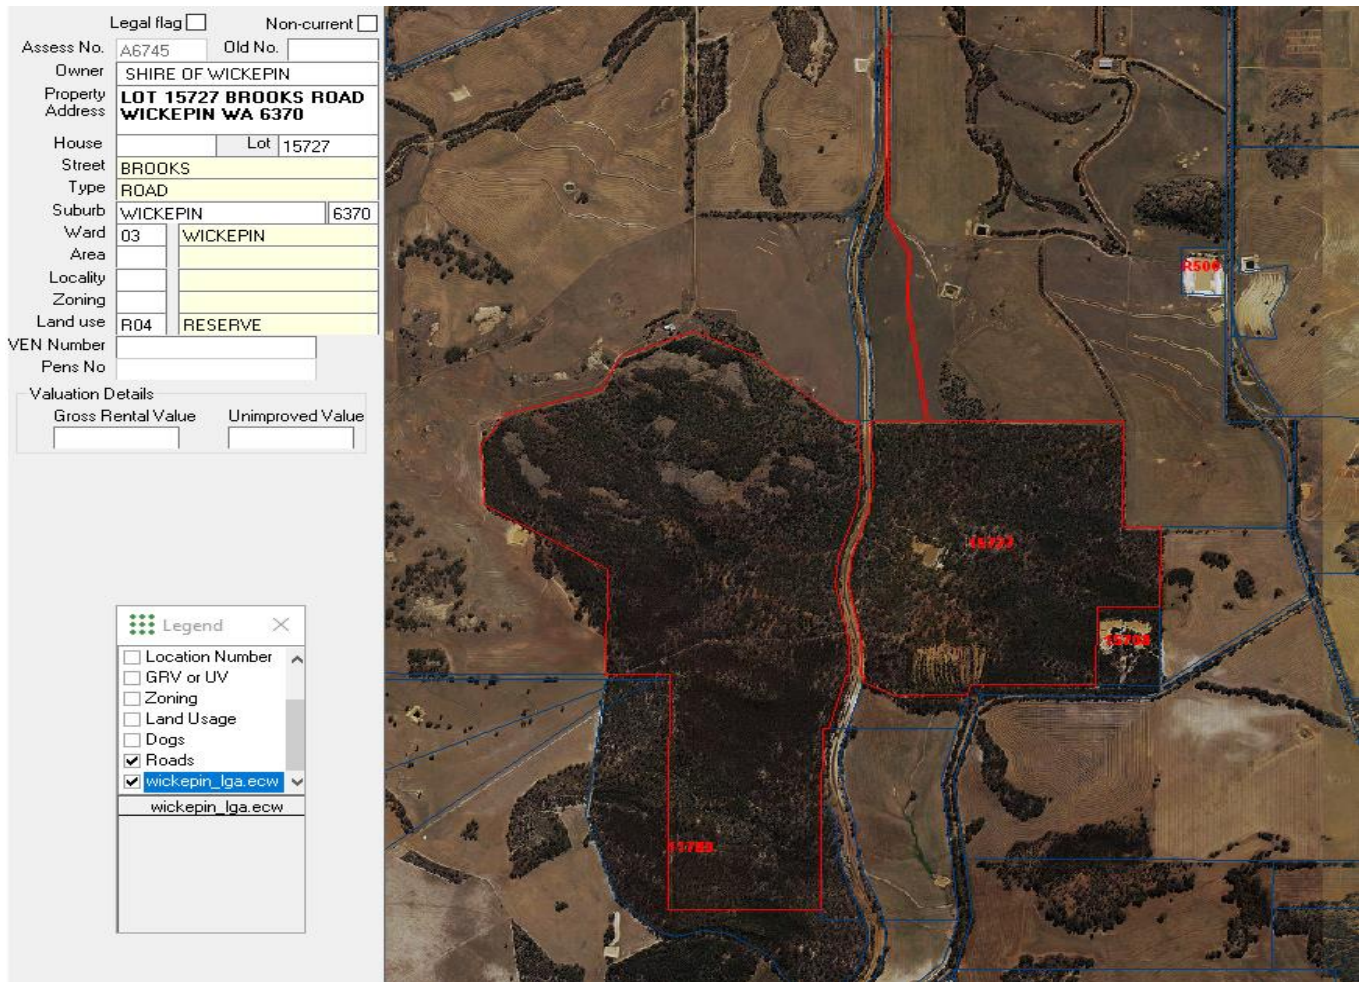 Legal flag Non-current
Assess No. A6745 Old No.
Owner SHIRE OF WICKEPIN
Property Address LOT 15727 BROOKS ROAD
WICKEPIN WA 6370
House Lot 15727
Street BROOKS
Type ROAD
Suburb WICKEPIN 6370
Ward 03 WICKEPIN
Area
Locality
Zoning
Land use R04 RESERVE
VEN Number
Pens No
Valuation Details
Gross Rental Value Unimproved Value
Legend
Location Number
GRV or UV
Zoning
Land Usage
Dogs
Roads
wickepin_lga.ecw
wickepin_lga.ecw
R500
15727